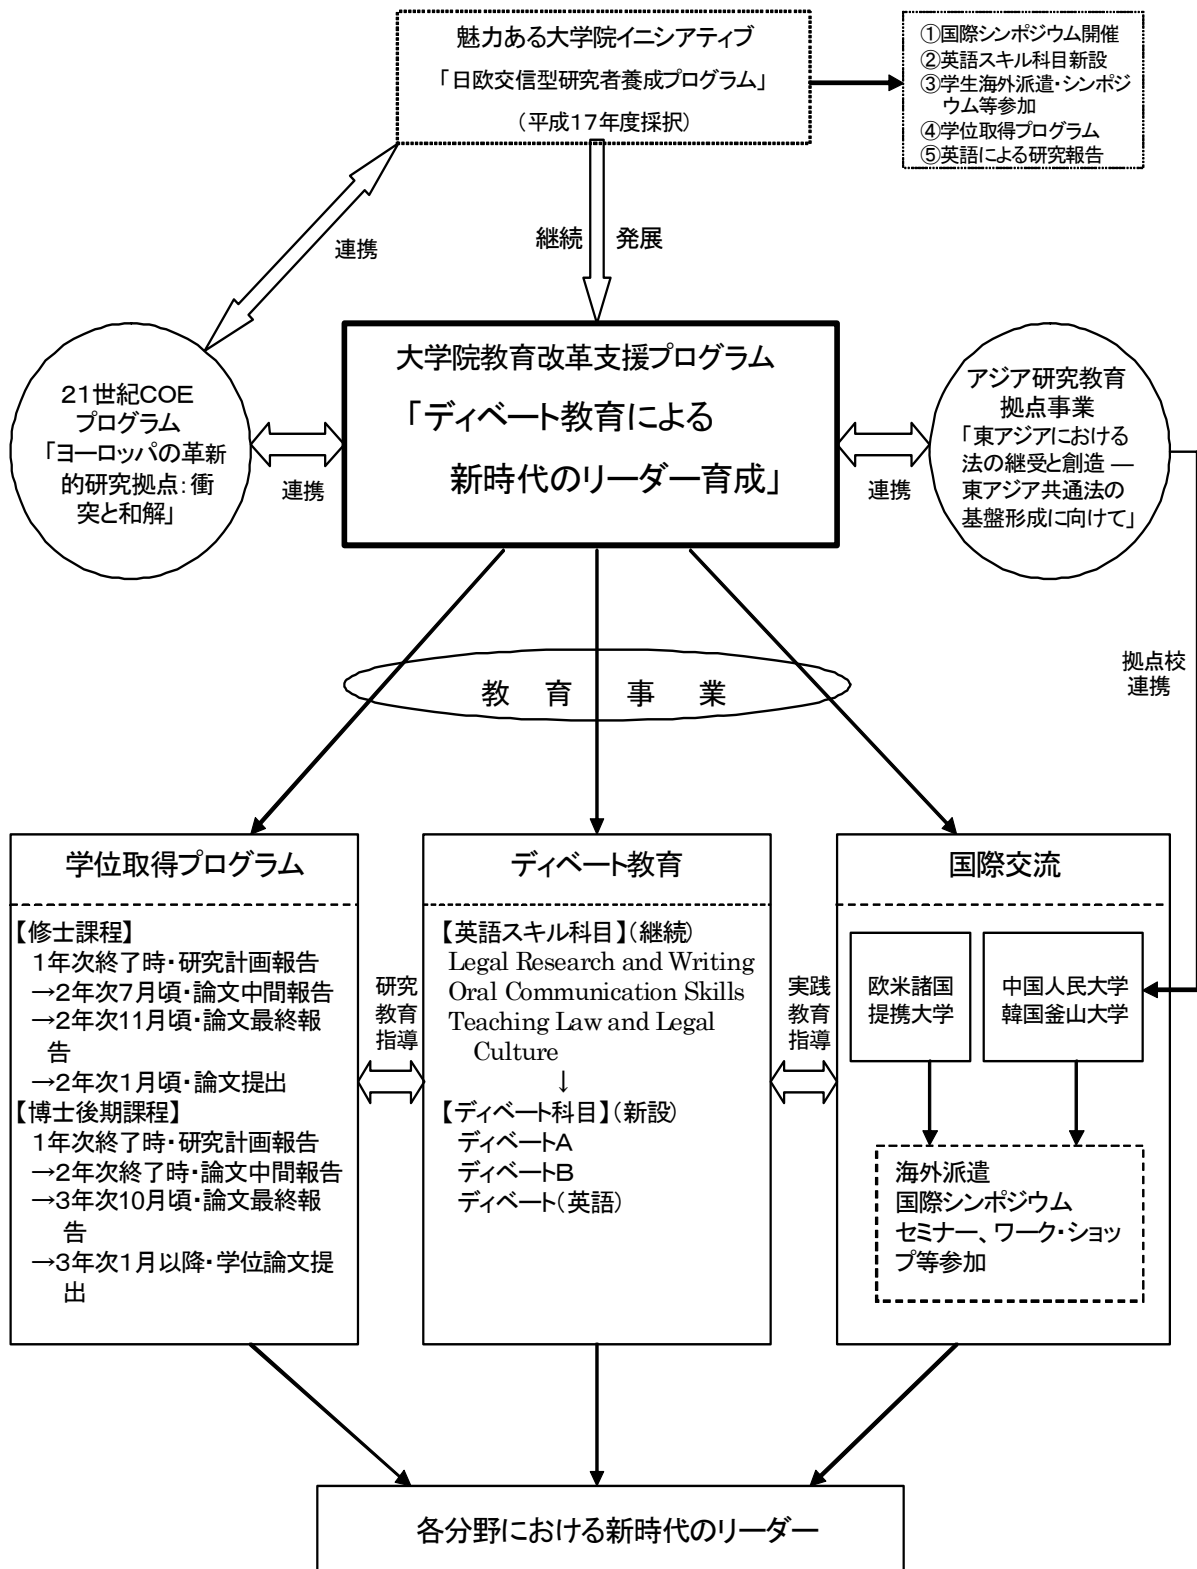 魅力ある大学院イニシアティブ
「日欧交信型研究者養成プログラム」
（平成17年度採択）
①国際シンポジウム開催
②英語スキル科目新設
③学生海外派遣・シンポジ
ウム等参加
④学位取得プログラム
⑤英語による研究報告
連携
継続
発展
21世紀COE
プログラム
「ヨーロッパの革新
的研究拠点：衝
突と和解」
連携
大学院教育改革支援プログラム
「ディベート教育による
新時代のリーダー育成」
連携
アジア研究教育
拠点事業
「東アジアにおける
法の継受と創造 ―
東アジア共通法の
基盤形成に向けて」
拠点校
連携
教 育 事 業
学位取得プログラム
【修士課程】
1年次終了時・研究計画報告
→2年次7月頃・論文中間報告
→2年次11月頃・論文最終報
告
→2年次1月頃・論文提出
【博士後期課程】
1年次終了時・研究計画報告
→2年次終了時・論文中間報告
→3年次10月頃・論文最終報
告
→3年次1月以降・学位論文提
出
研究
教育
指導
ディベート教育
【英語スキル科目】（継続）
Legal Research and Writing
Oral Communication Skills
Teaching Law and Legal
Culture
↓
【ディベート科目】（新設）
ディベートA
ディベートB
ディベート（英語）
実践
教育
指導
国際交流
欧米諸国
提携大学
中国人民大学
韓国釜山大学
海外派遣
国際シンポジウム
セミナー、ワーク・ショッ
プ等参加
各分野における新時代のリーダー